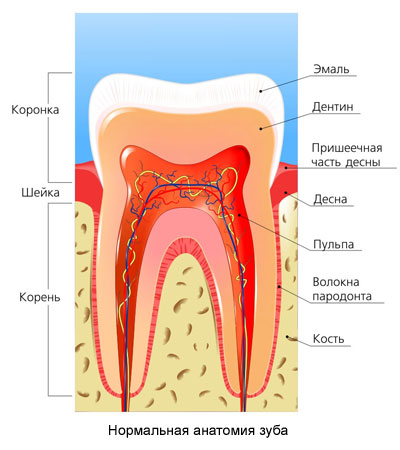 Коронка
Шейка
Корень
Эмаль
Дентин
Пришеечная
часть десны
Десна
Пульпа
Волокна
пародонта
Кость
Нормальная анатомия зуба